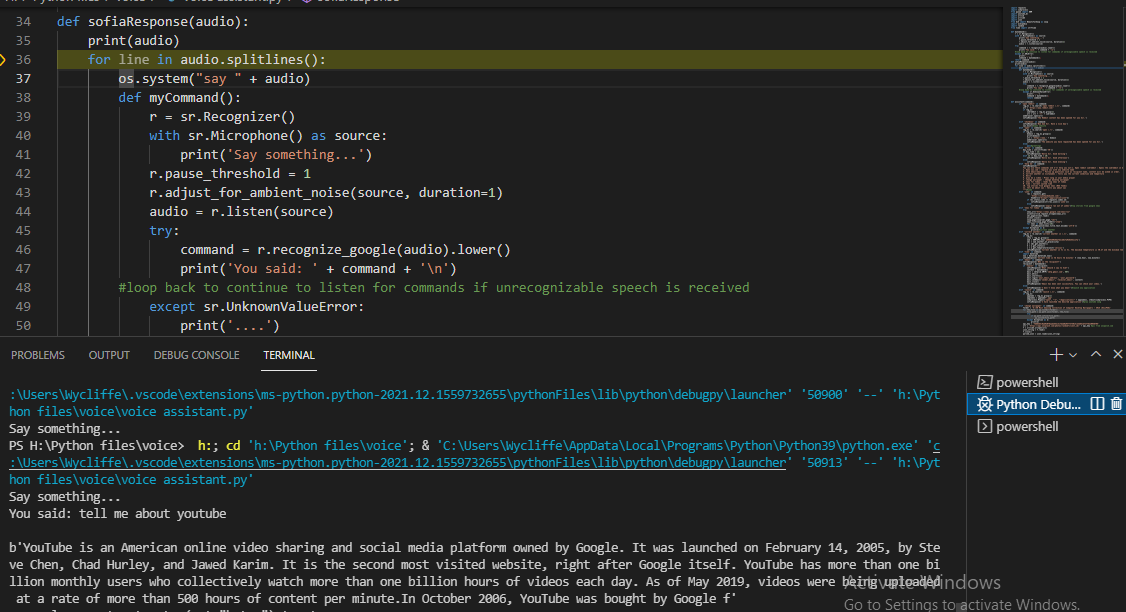 34 def sofiaResponse(audio):
35 print(audio)
36 for line in audio.splitlines():
37 os.system("say " + audio)
38 def myCommand():
39 r = sr.Recognizer()
40 with sr.Microphone() as source:
41 print('Say something...')
42 r.pause_threshold = 1
43 r.adjust_for_ambient_noise(source, duration=1)
44 audio = r.listen(source)
45 try:
46 command = r.recognize_google(audio).lower()
47 print('You said: ' + command + '\n')
48 #loop back to continue to listen for commands if unrecognizable speech is received
49 except sr.UnknownValueError:
50 print('....')
PROBLEMS OUTPUT DEBUG CONSOLE TERMINAL
powershell
Python Debu...
powershell
:\Users\Wycliffe\.vscode\extensions\ms-python.python-2021.12.1559732655\pythonFiles\lib\python\debugpy\launcher' '50900' '--' 'h:\Pyt
hon files\voice\voice assistant.py'
Say something...
PS H:\Python files\voice> h:; cd 'h:\Python files\voice'; & 'C:\Users\Wycliffe\AppData\Local\Programs\Python\Python39\python.exe' 'c
:\Users\Wycliffe\.vscode\extensions\ms-python.python-2021.12.1559732655\pythonFiles\lib\python\debugpy\launcher' '50913' '--' 'h:\Pyt
hon files\voice\voice assistant.py'
Say something...
You said: tell me about youtube
b'YouTube is an American online video sharing and social media platform owned by Google. It was launched on February 14, 2005, by Ste
ve Chen, Chad Hurley, and Jawed Karim. It is the second most visited website, right after Google itself. YouTube has more than one bi
llion monthly users who collectively watch more than one billion hours of videos each day. As of May 2019, videos were being uploaded
at a rate of more than 500 hours of content per minute.In October 2006, YouTube was bought by Google f'
Activate Windows
Go to Settings to activate Windows.